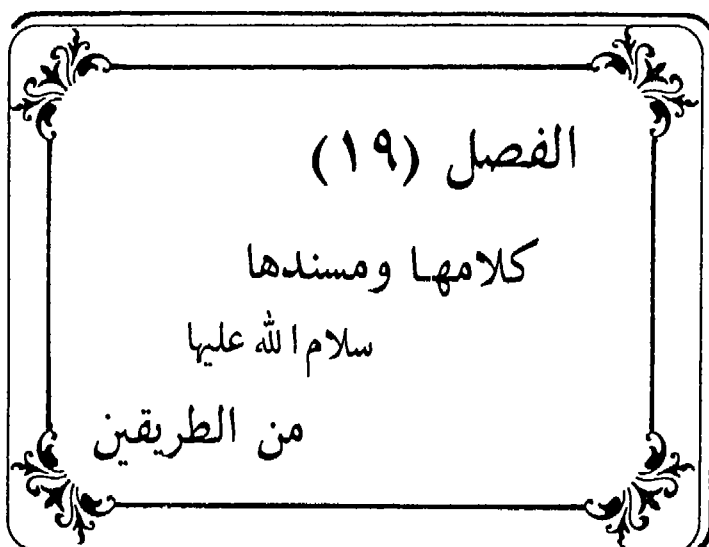 الفصل (١٩)
كلامها ومسندها
سلام الله عليها
من الطريقين